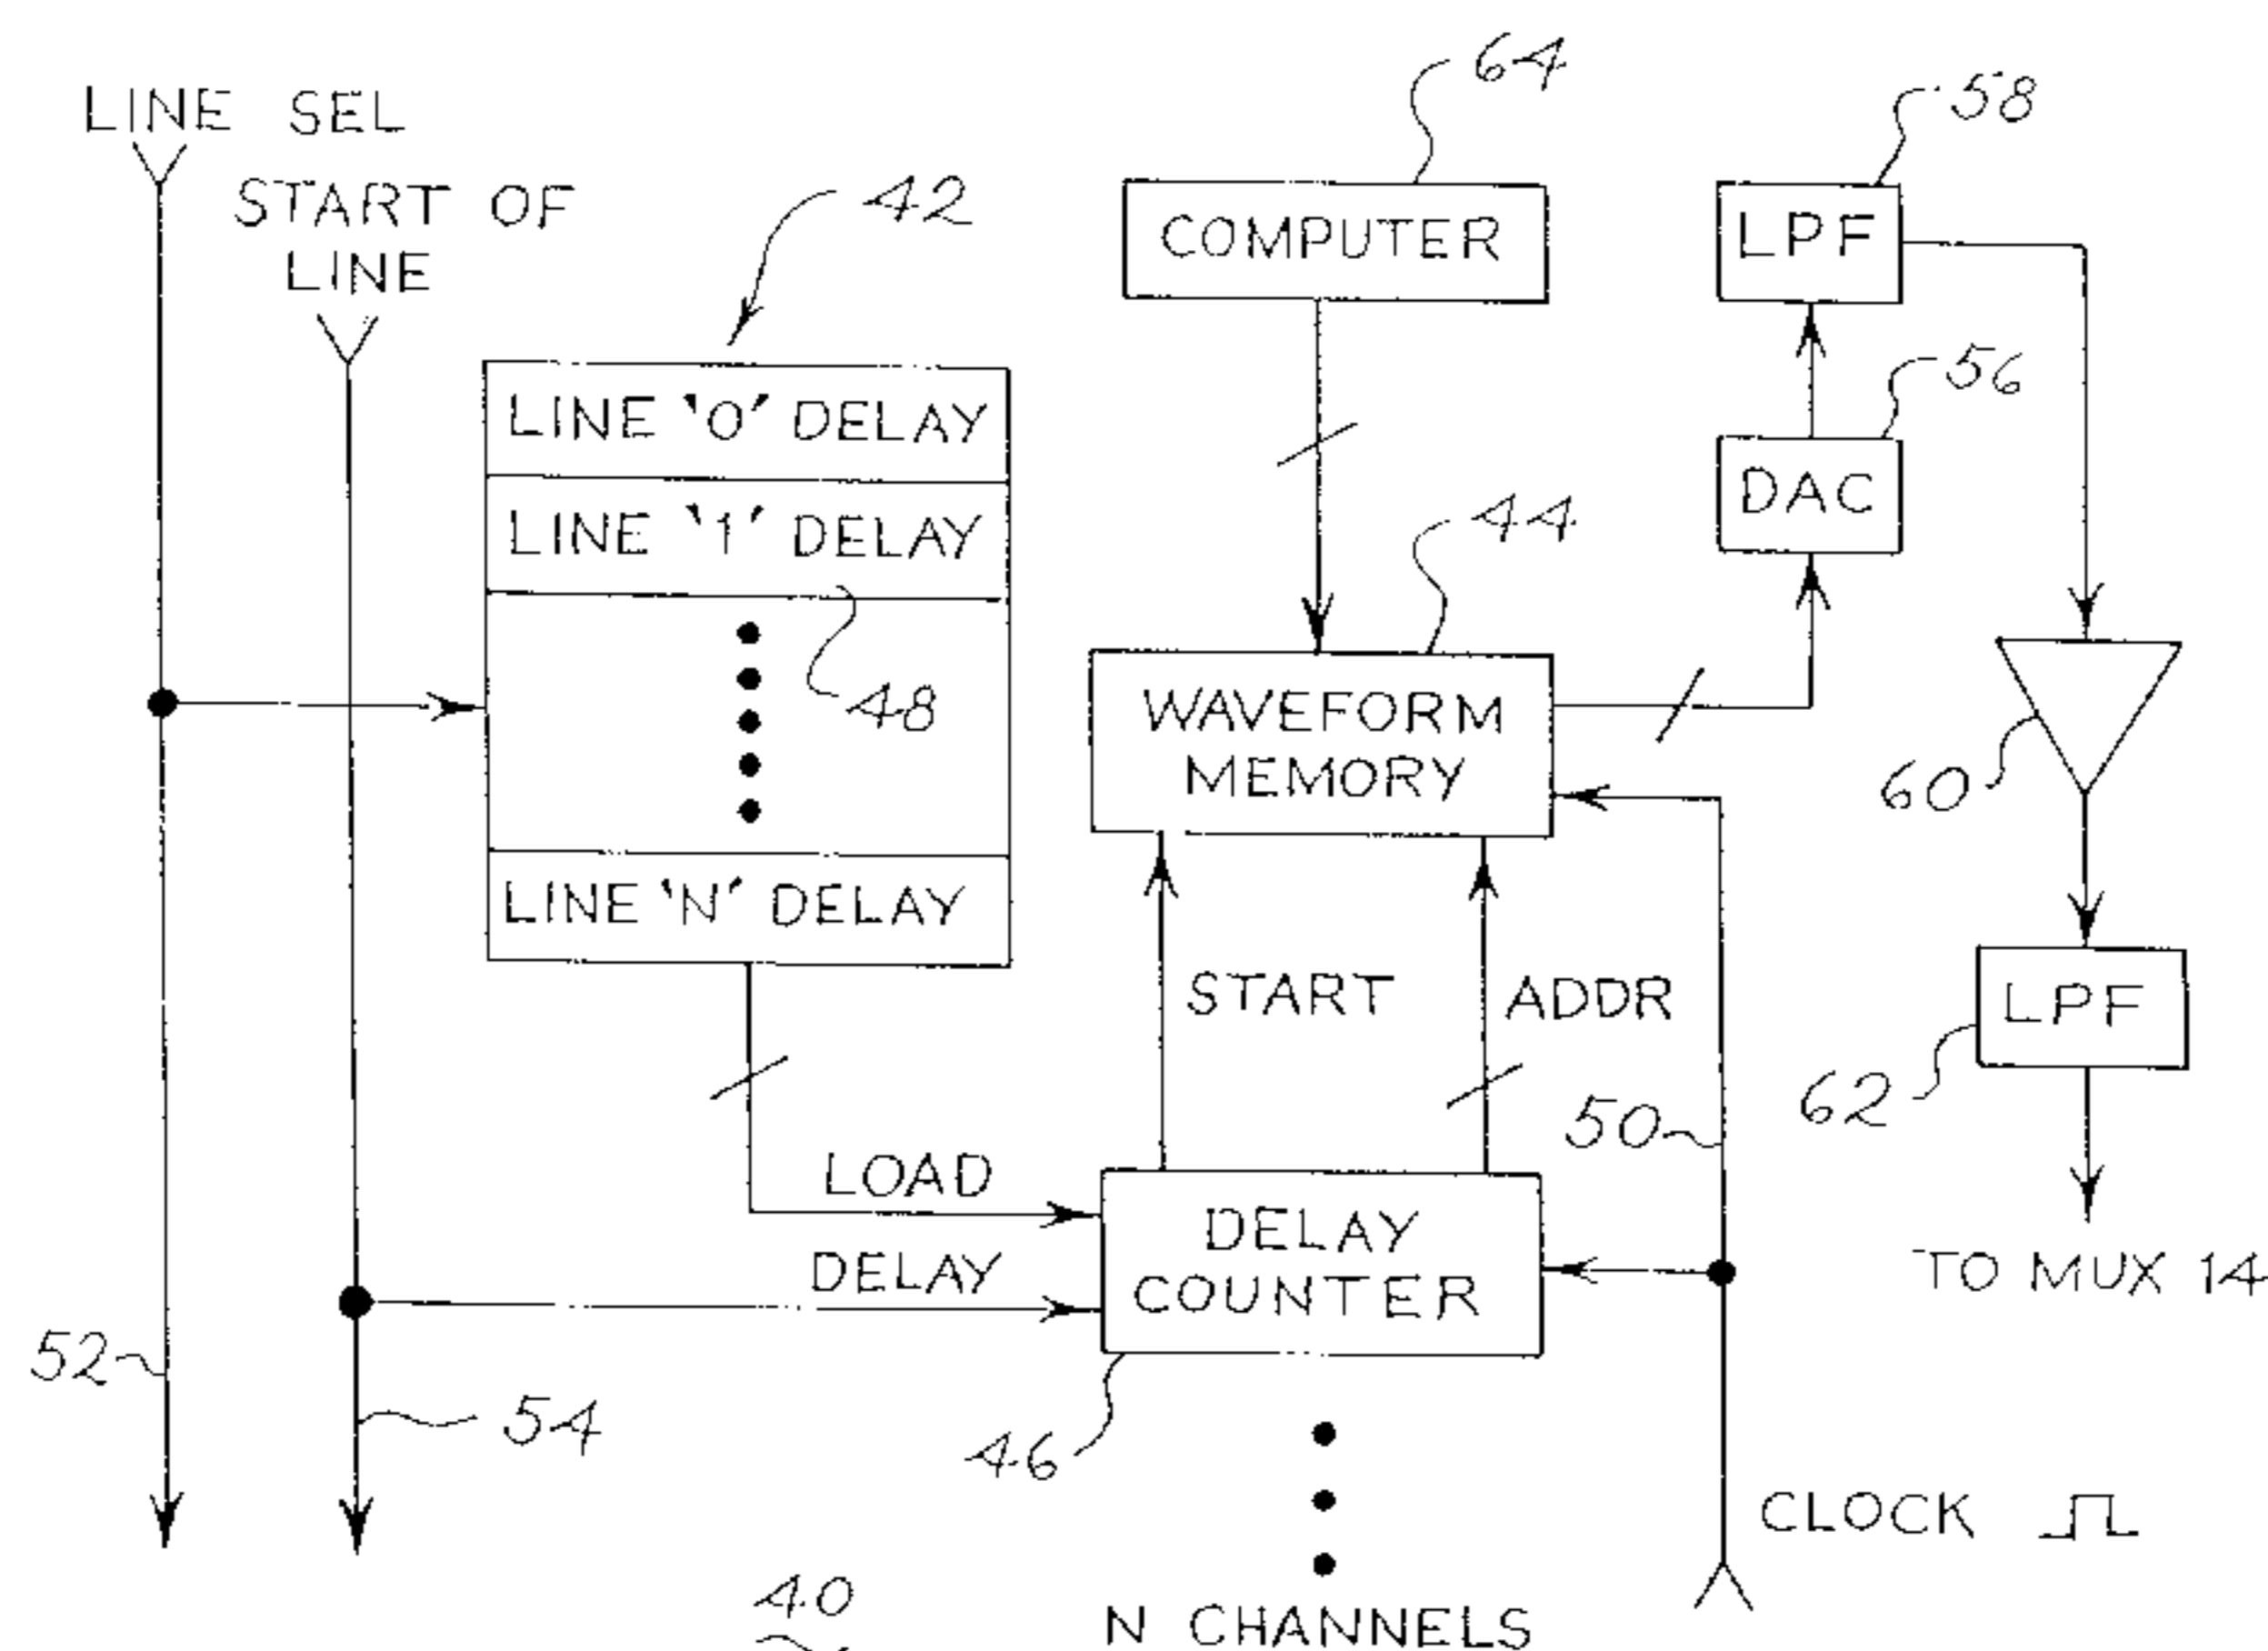 LINE SEL
START OF
LINE
42
64
58
COMPUTER
LPF
56
LINE '0' DELAY
LINE '1' DELAY
48
LINE 'N' DELAY
44
DAC
WAVEFORM
MEMORY
60
START
ADDR
LPF
62
50
LOAD
DELAY
DELAY
COUNTER
TO MUX 14
52
54
46
CLOCK
40
N CHANNELS